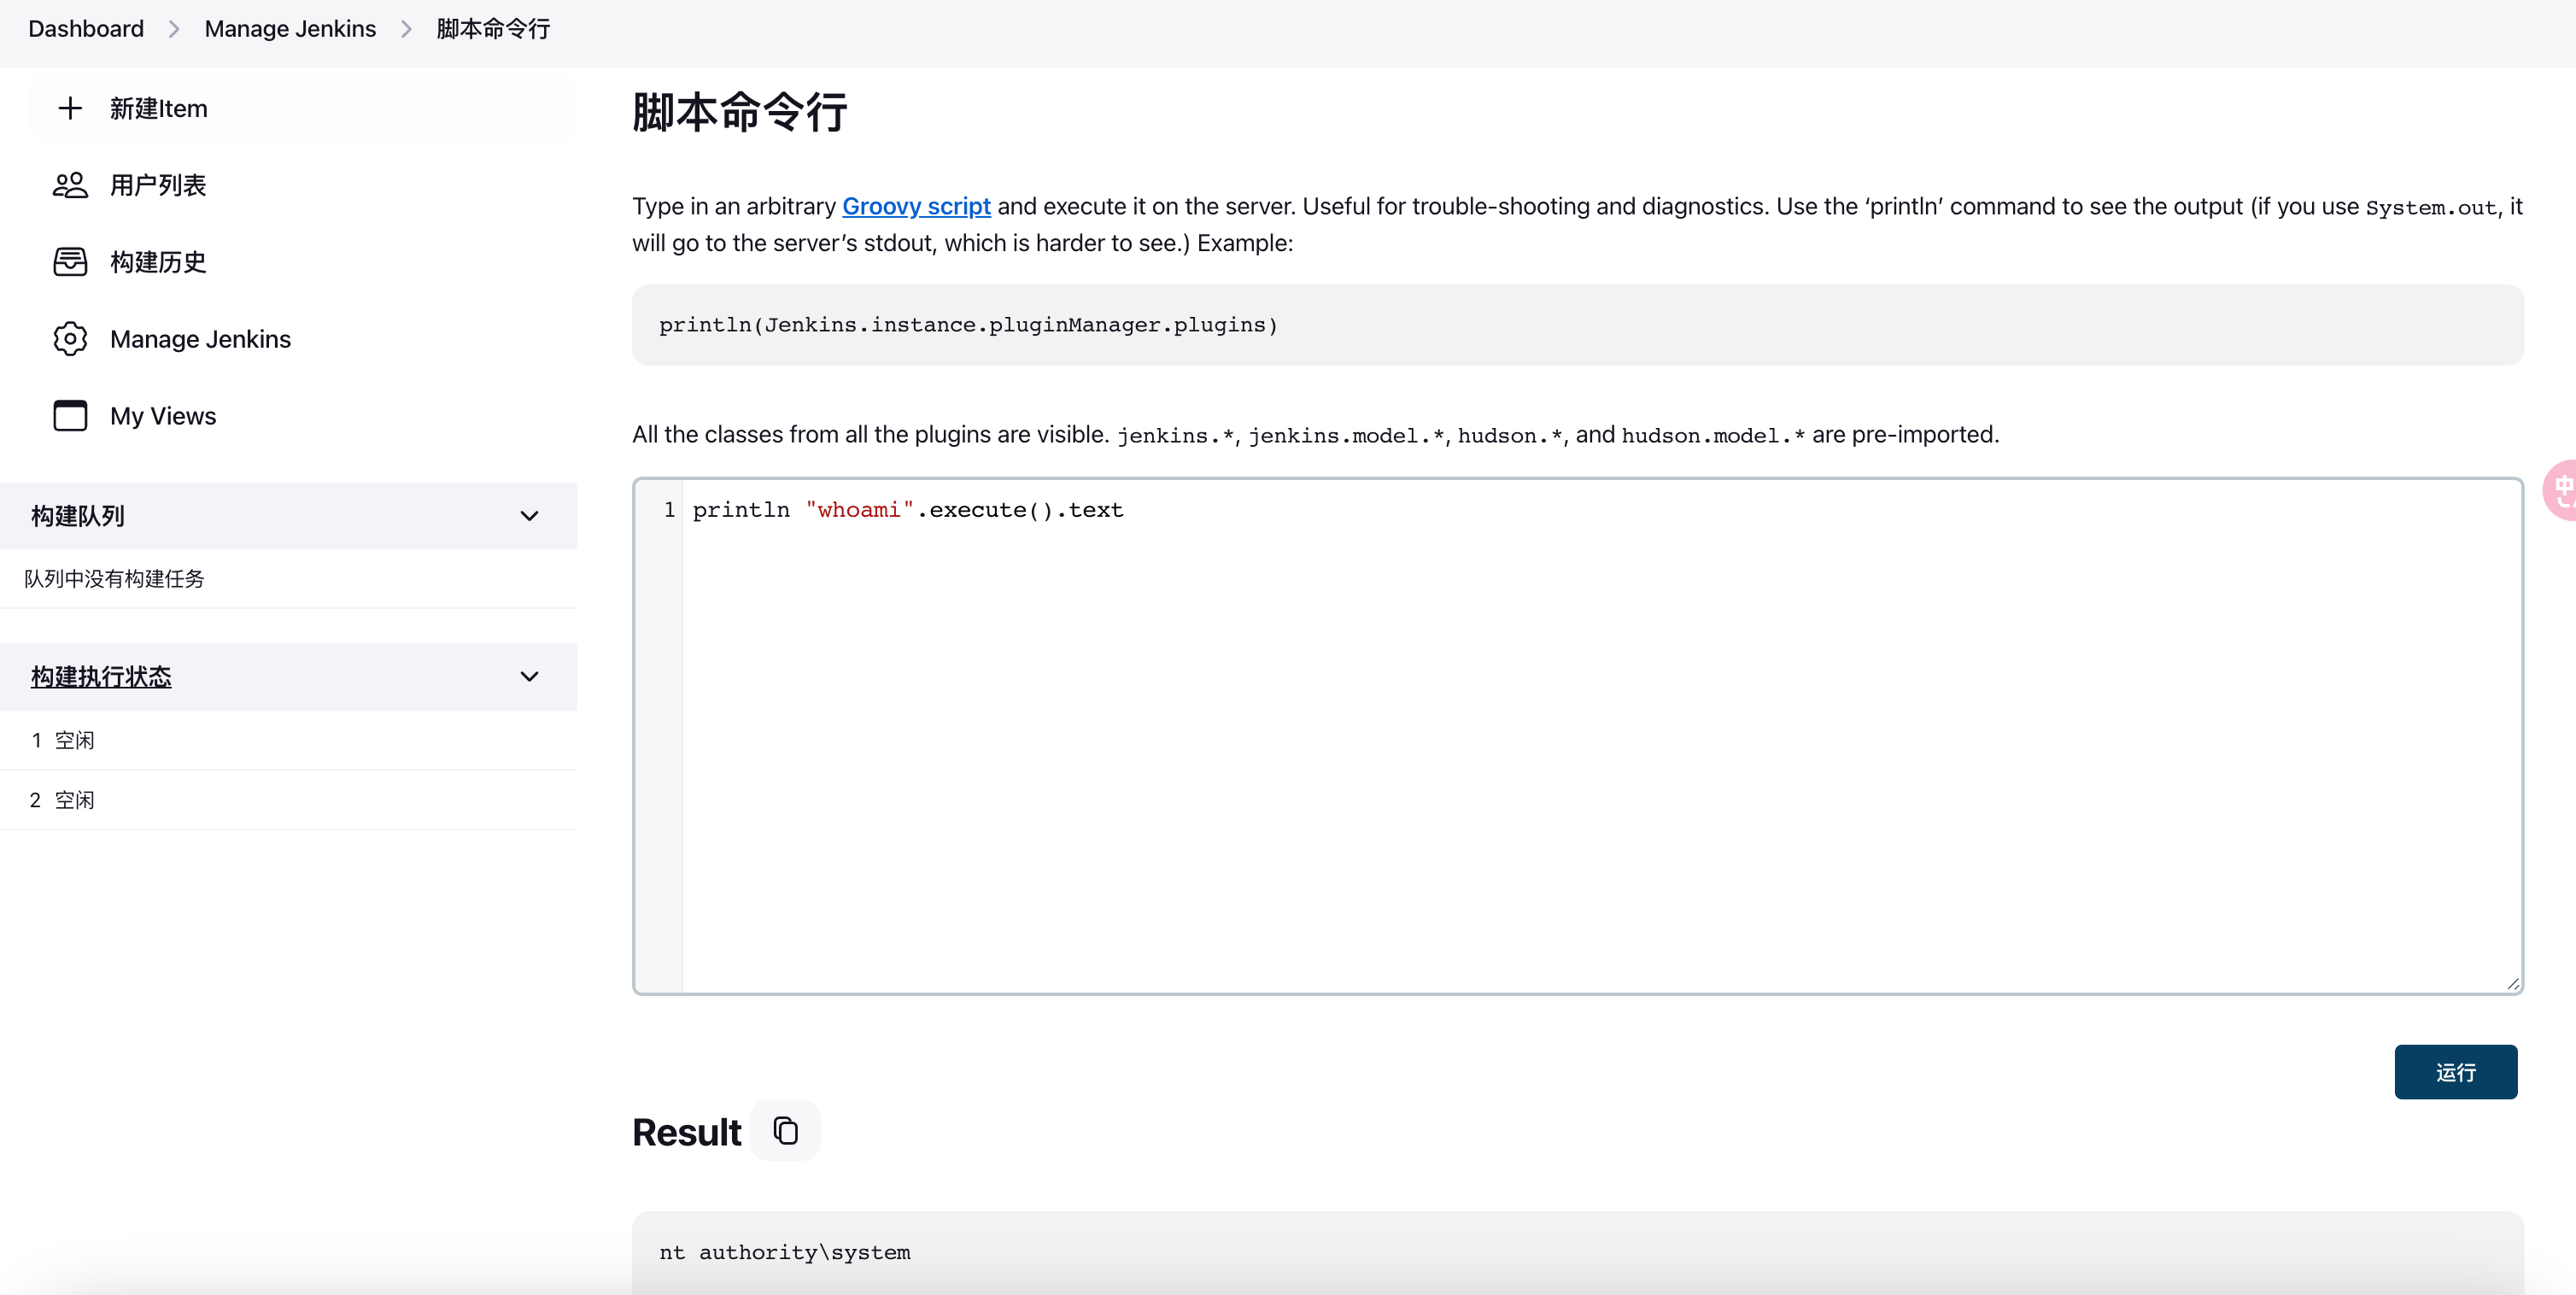 Dashboard > Manage Jenkins > 脚本命令行
新建Item
用户列表
构建历史
Manage Jenkins
My Views
构建队列
队列中没有构建任务
构建执行状态
1 空闲
2 空闲
脚本命令行
Type in an arbitrary Groovy script and execute it on the server. Useful for trouble-shooting and diagnostics. Use the ‘println’ command to see the output (if you use System.out, it
will go to the server’s stdout, which is harder to see.) Example:
println(Jenkins.instance.pluginManager.plugins)
All the classes from all the plugins are visible. jenkins.*, jenkins.model.*, hudson.*, and hudson.model.* are pre-imported.
1 println "whoami".execute().text
运行
Result
nt authority\system